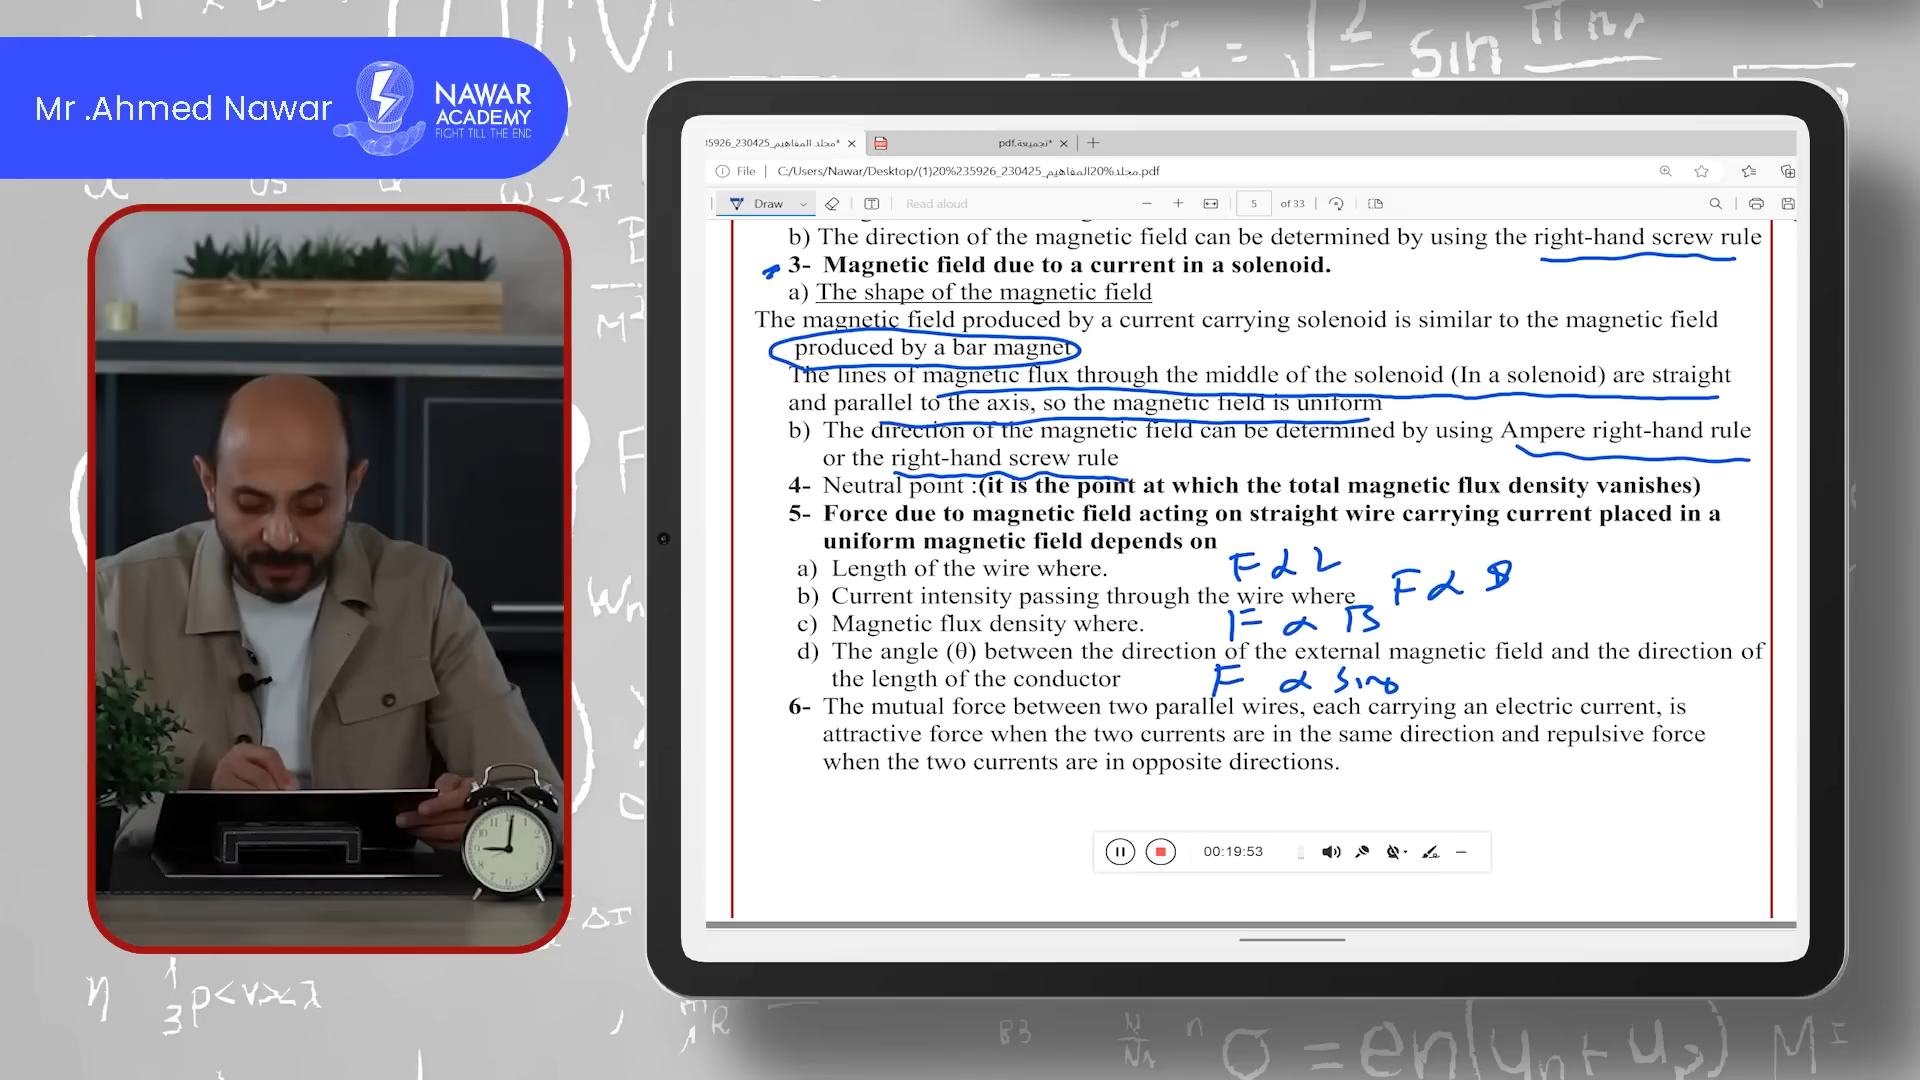 Mr .Ahmed Nawar
NAWAR
ACADEMY
FIGHT TILL THE END
35926_230425_مجلد المفاهيم*
تجميعة.pdf*
File
C:/Users/Nawar/Desktop/(1)20%235926_230425_مجلد%20المفاهيم.pdf
Draw
Read aloud
5
of 33
b) The direction of the magnetic field can be determined by using the right-hand screw rule
3- Magnetic field due to a current in a solenoid.
a) The shape of the magnetic field
The magnetic field produced by a current carrying solenoid is similar to the magnetic field
produced by a bar magnet
The lines of magnetic flux through the middle of the solenoid (In a solenoid) are straight
and parallel to the axis, so the magnetic field is uniform
b) The direction of the magnetic field can be determined by using Ampere right-hand rule
or the right-hand screw rule
4- Neutral point :(it is the point at which the total magnetic flux density vanishes)
5- Force due to magnetic field acting on straight wire carrying current placed in a
uniform magnetic field depends on
a) Length of the wire where. F α L
b) Current intensity passing through the wire where F α
c) Magnetic flux density where. F α B
d) The angle (θ) between the direction of the external magnetic field and the direction of
the length of the conductor F α sinθ
6- The mutual force between two parallel wires, each carrying an electric current, is
attractive force when the two currents are in the same direction and repulsive force
when the two currents are in opposite directions.
00:19:53